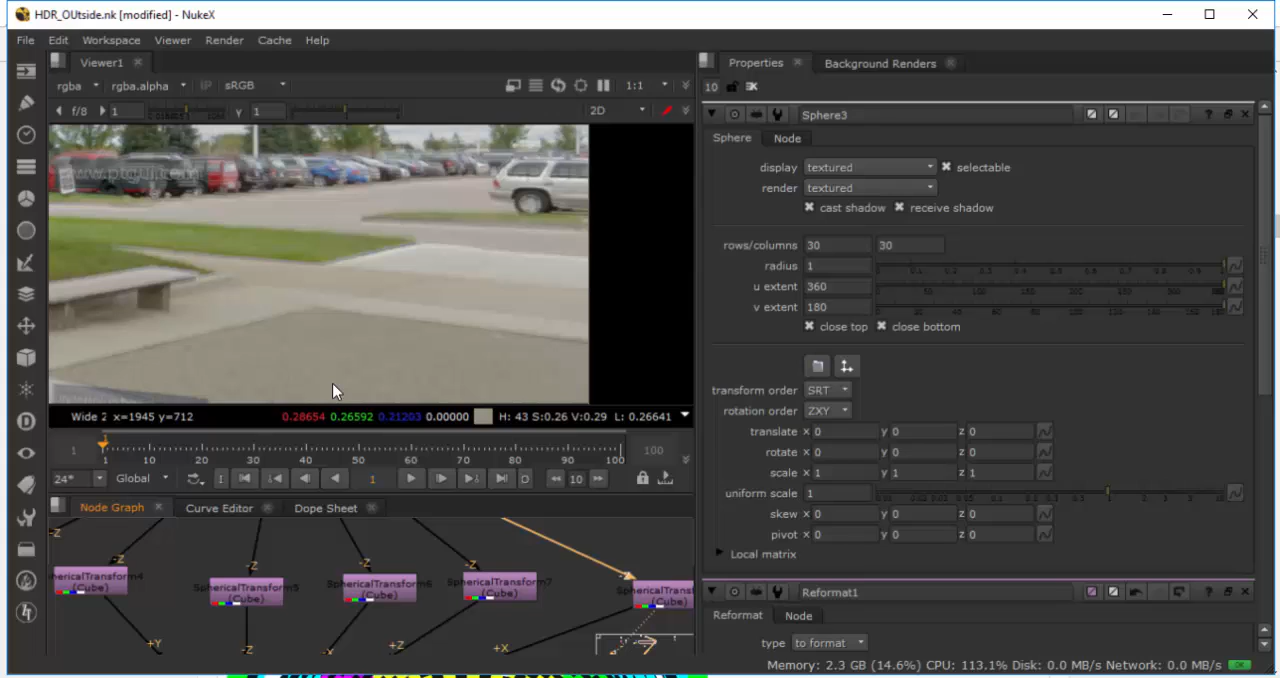 HDR_OUtside.nk [modified] - NukeX
File Edit Workspace Viewer Render Cache Help
Viewer1
rgba rgba.alpha IP sRGB 1:1
f/8 1 Y 1 2D
www.ptgui.com
Wide 2 x=1945 y=712 0.28654 0.26592 0.21203 0.00000 H: 43 S:0.26 V:0.29 L: 0.26641
1 1 10 20 30 40 50 60 70 80 90 100 100
24* Global I 1 O 10
Node Graph Curve Editor Dope Sheet
-Z -Z -Z -Z -Z
hericalTransform4 (Cube)
SphericalTransform5 (Cube)
SphericalTransform6 (Cube)
SphericalTransform7 (Cube)
SphericalTransf (Cube)
+Y -Z -X +Z +X
Properties Background Renders
10
Sphere3
Sphere Node
display textured selectable
render textured
cast shadow receive shadow
rows/columns 30 30
radius 1
u extent 360
v extent 180
close top close bottom
transform order SRT
rotation order ZXY
translate x 0 y 0 z 0
rotate x 0 y 0 z 0
scale x 1 y 1 z 1
uniform scale 1
skew x 0 y 0 z 0
pivot x 0 y 0 z 0
Local matrix
Reformat1
Reformat Node
type to format
Memory: 2.3 GB (14.6%) CPU: 113.1% Disk: 0.0 MB/s Network: 0.0 MB/s